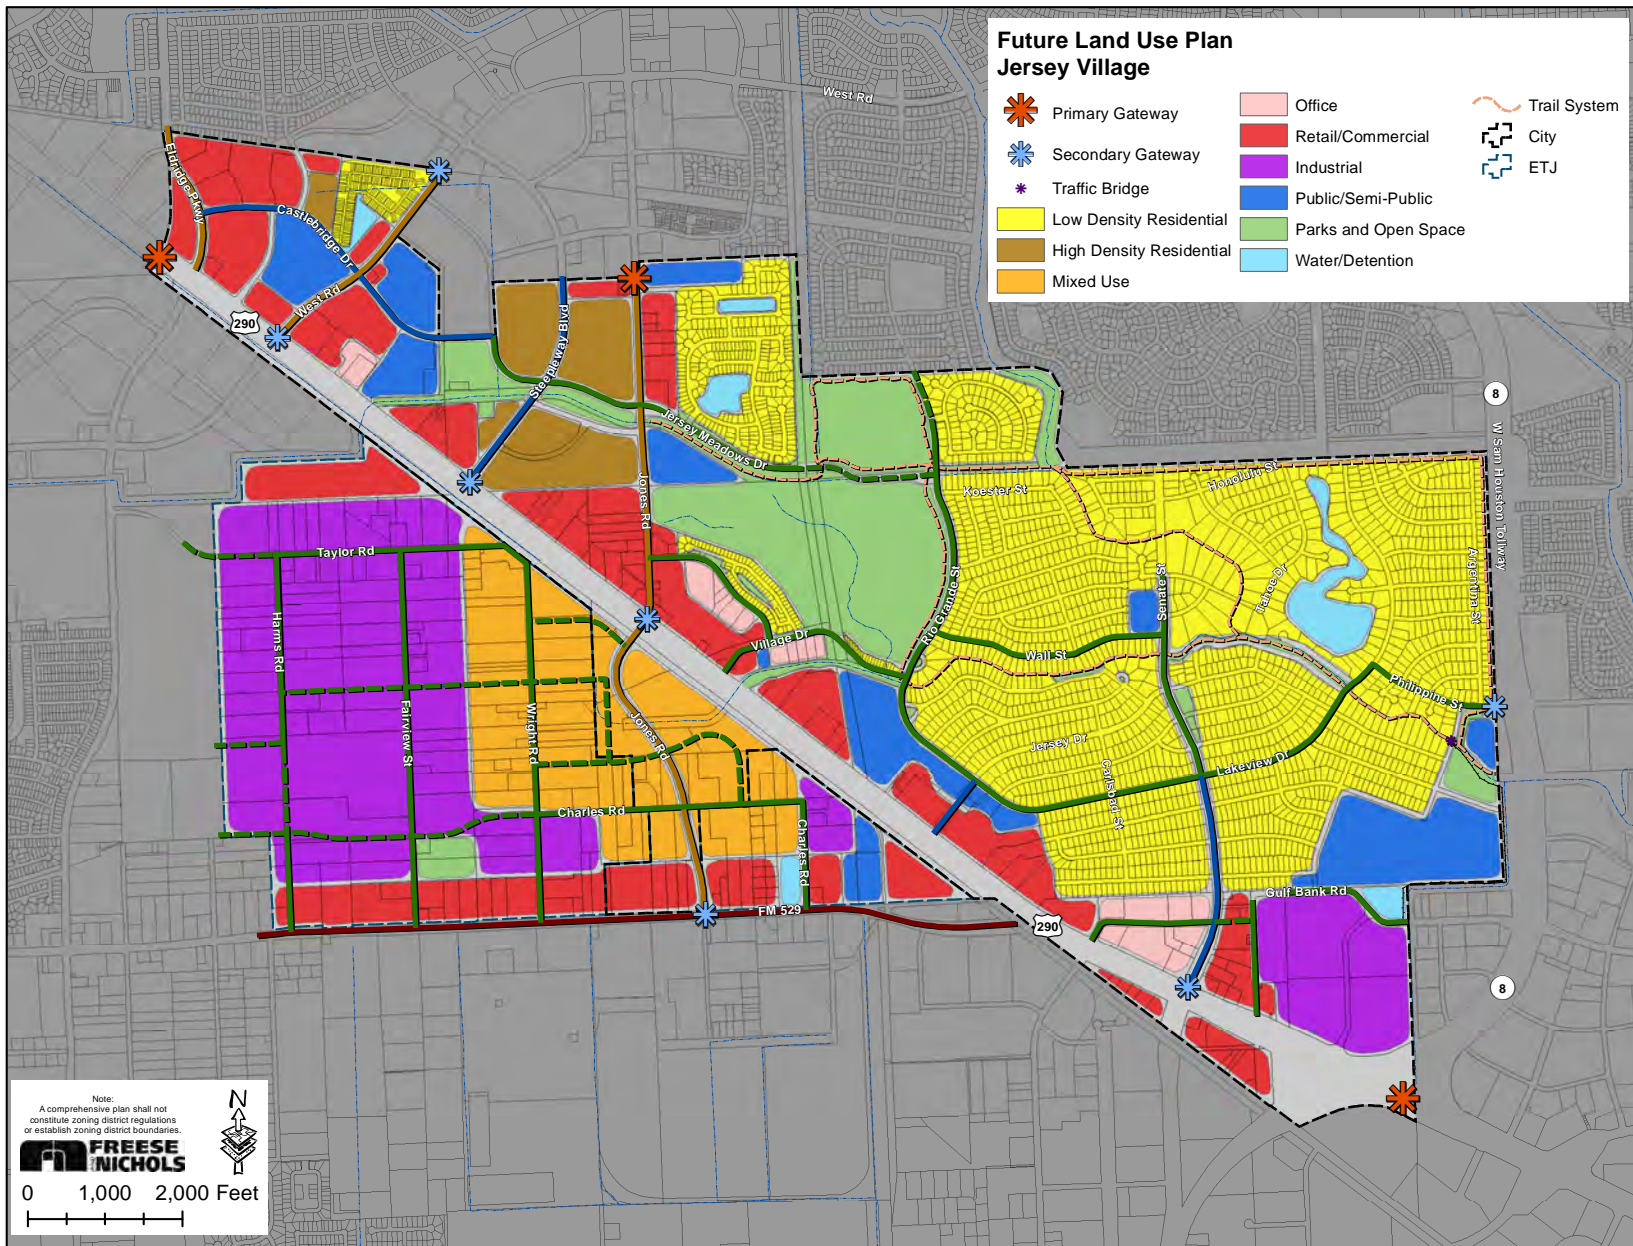 Future Land Use Plan
Jersey Village
Primary Gateway
Secondary Gateway
Traffic Bridge
Low Density Residential
High Density Residential
Mixed Use
Office
Retail/Commercial
Industrial
Public/Semi-Public
Parks and Open Space
Water/Detention
Trail System
City
ETJ
West Rd
Eldridge Pkwy
Castlebridge Dr
West Rd
290
Steepleway Blvd
Jersey Meadows Dr
Jones Rd
8
W Sam Houston Tollway
Koester St
Honolulu St
Argentina St
Tahoe Dr
Senate St
Rio Grande St
Wall St
Village Dr
Philippine St
Taylor Rd
Harms Rd
Fairview St
Wright Rd
Jones Rd
Jersey Dr
Carlsbad St
Lakeview Dr
Charles Rd
Charles Rd
Gulf Bank Rd
FM 529
290
8
Note:
A comprehensive plan shall not
constitute zoning district regulations
or establish zoning district boundaries.
FREESE
NICHOLS
N
0 1,000 2,000 Feet